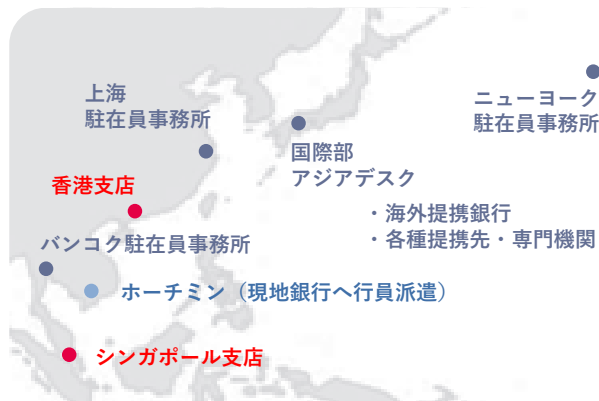 上海
駐在員事務所
ニューヨーク
駐在員事務所
国際部
アジアデスク
香港支店
・海外提携銀行
・各種提携先・専門機関
バンコク駐在員事務所
ホーチミン（現地銀行へ行員派遣）
シンガポール支店